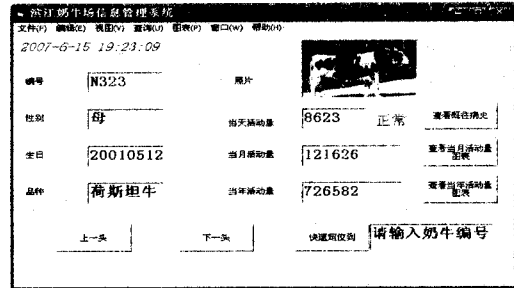 滨江奶牛场信息管理系统
文件(F) 编辑(E) 视图(V) 查询(U) 图表(P) 窗口(W) 帮助(H)
2007-6-15 19:23:09
编号 N323 照片
性别 母 当天活动量 8623 正常 查看既往病史
生日 20010512 当月活动量 121626 查看当月活动量图表
品种 荷斯坦牛 当年活动量 726582 查看当年活动量图表
上一头 下一头 快速定位到 请输入奶牛编号